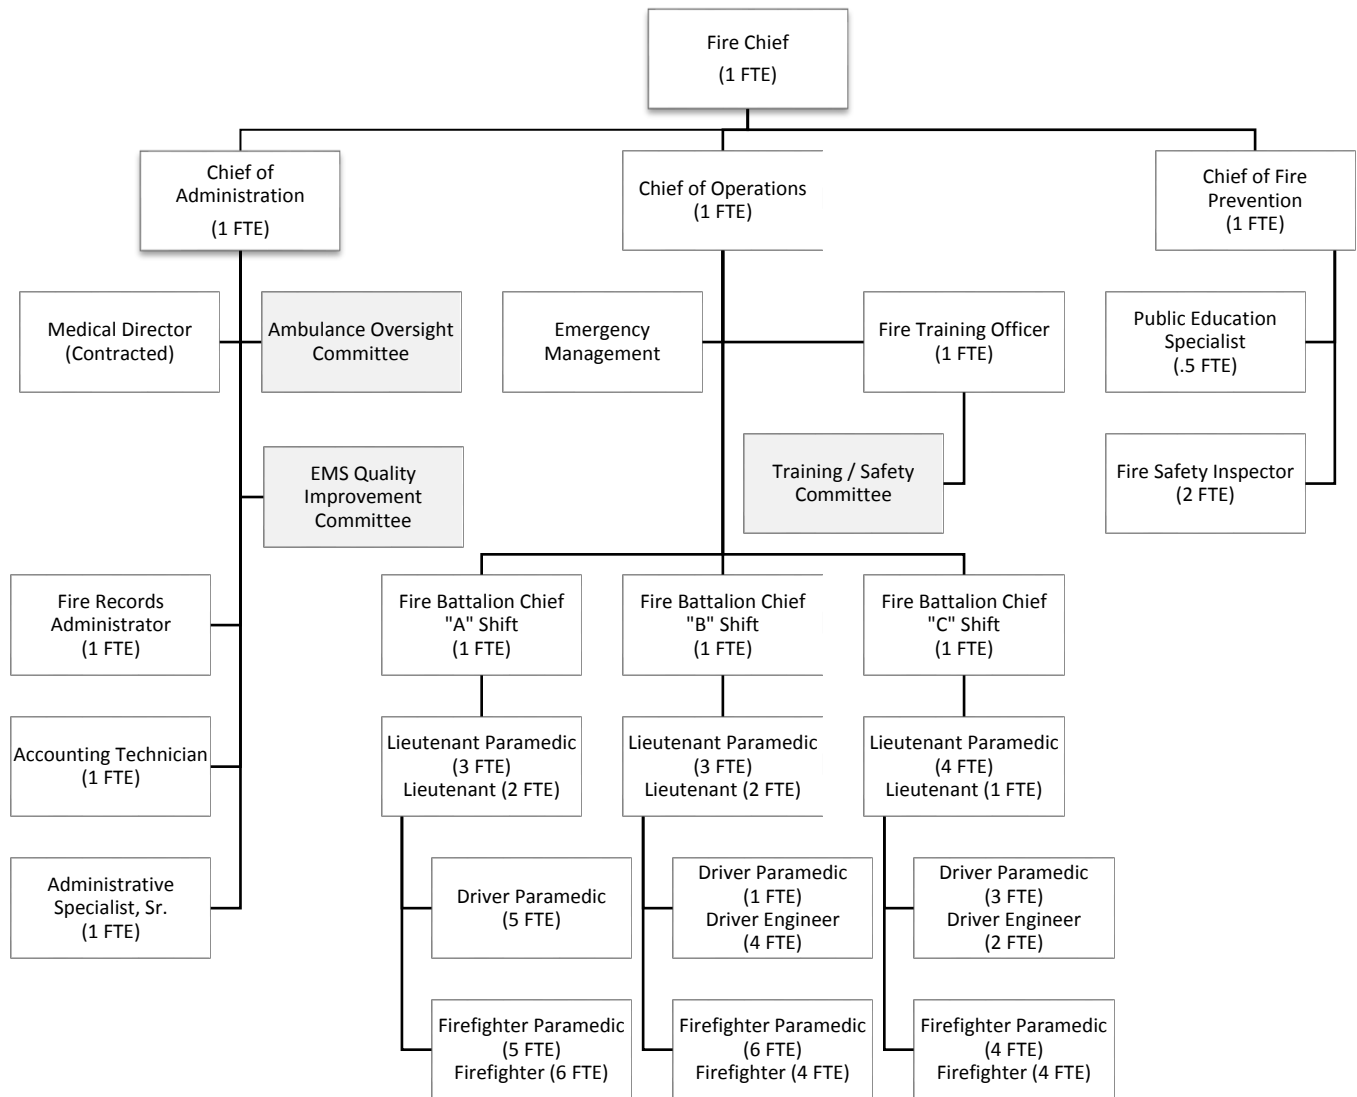 Fire Chief
(1 FTE)
Chief of
Administration
(1 FTE)
Chief of Operations
(1 FTE)
Chief of Fire
Prevention
(1 FTE)
Medical Director
(Contracted)
Ambulance Oversight
Committee
Emergency
Management
Fire Training Officer
(1 FTE)
Public Education
Specialist
(.5 FTE)
EMS Quality
Improvement
Committee
Training / Safety
Committee
Fire Safety Inspector
(2 FTE)
Fire Records
Administrator
(1 FTE)
Fire Battalion Chief
"A" Shift
(1 FTE)
Fire Battalion Chief
"B" Shift
(1 FTE)
Fire Battalion Chief
"C" Shift
(1 FTE)
Accounting Technician
(1 FTE)
Lieutenant Paramedic
(3 FTE)
Lieutenant (2 FTE)
Lieutenant Paramedic
(3 FTE)
Lieutenant (2 FTE)
Lieutenant Paramedic
(4 FTE)
Lieutenant (1 FTE)
Administrative
Specialist, Sr.
(1 FTE)
Driver Paramedic
(5 FTE)
Driver Paramedic
(1 FTE)
Driver Engineer
(4 FTE)
Driver Paramedic
(3 FTE)
Driver Engineer
(2 FTE)
Firefighter Paramedic
(5 FTE)
Firefighter (6 FTE)
Firefighter Paramedic
(6 FTE)
Firefighter (4 FTE)
Firefighter Paramedic
(4 FTE)
Firefighter (4 FTE)